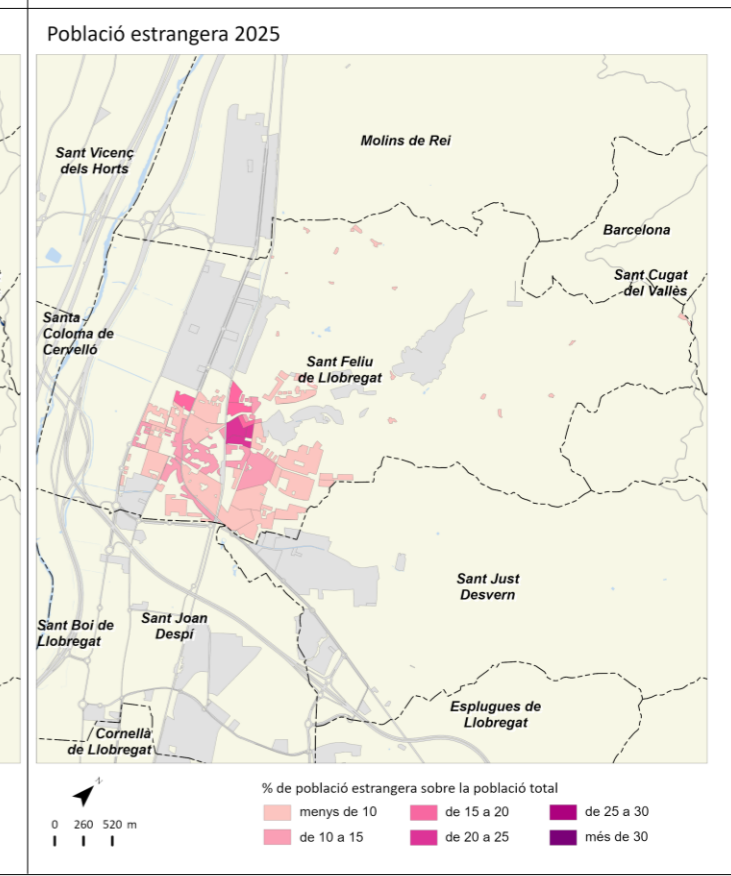 Població estrangera 2025
Molins de Rei
Sant Vicenç
dels Horts
Barcelona
Sant Cugat
del Vallès
Santa
Coloma de
Cervelló
Sant Feliu
de Llobregat
Sant Just
Desvern
Sant Boi de
Llobregat
Sant Joan
Despí
Esplugues de
Llobregat
Cornellà
de Llobregat
N
0 260 520 m
% de població estrangera sobre la població total
menys de 10
de 15 a 20
de 25 a 30
de 10 a 15
de 20 a 25
més de 30